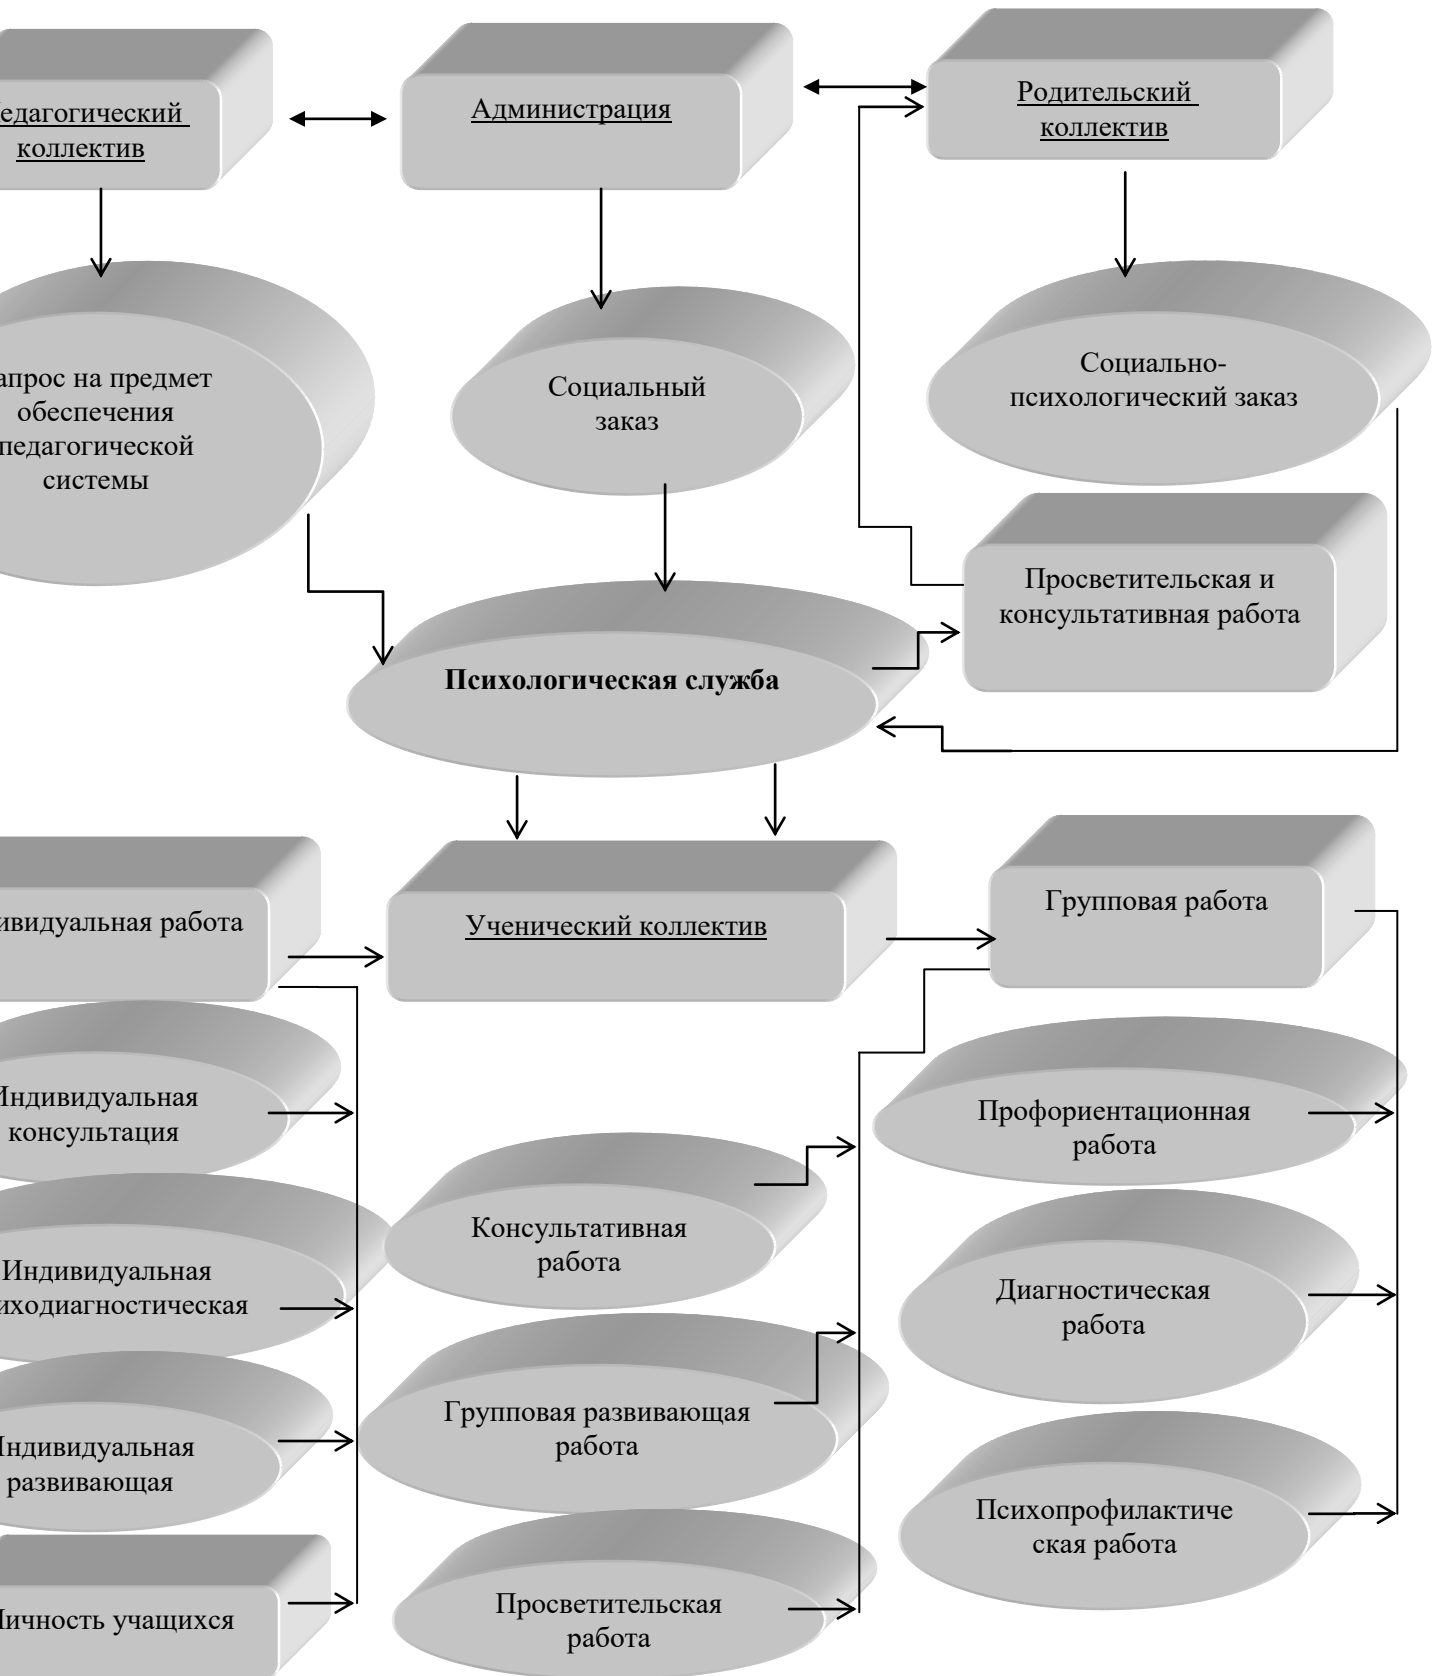 едагогический
коллектив
Администрация
Родительский
коллектив
апрос на предмет
обеспечения
педагогической
системы
Социальный
заказ
Социально-
психологический заказ
Просветительская и
консультативная работа
Психологическая служба
ивидуальная работа
Ученический коллектив
Групповая работа
Индивидуальная
консультация
Индивидуальная
иходиагностическая
Индивидуальная
развивающая
Личность учащихся
Консультативная
работа
Групповая развивающая
работа
Просветительская
работа
Профориентационная
работа
Диагностическая
работа
Психопрофилактиче
ская работа